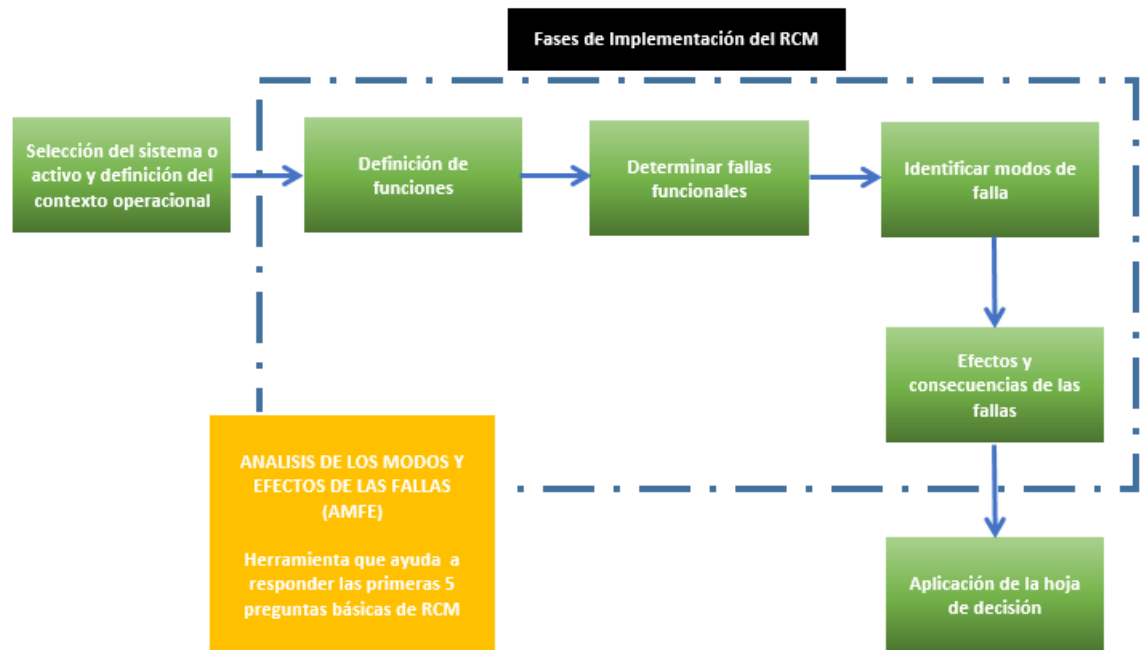 Fases de Implementación del RCM
Selección del sistema o
activo y definición del
contexto operacional
Definición de
funciones
Determinar fallas
funcionales
Identificar modos de
falla
Efectos y
consecuencias de las
fallas
ANALISIS DE LOS MODOS Y
EFECTOS DE LAS FALLAS
(AMFE)
Herramienta que ayuda a
responder las primeras 5
preguntas básicas de RCM
Aplicación de la hoja
de decisión